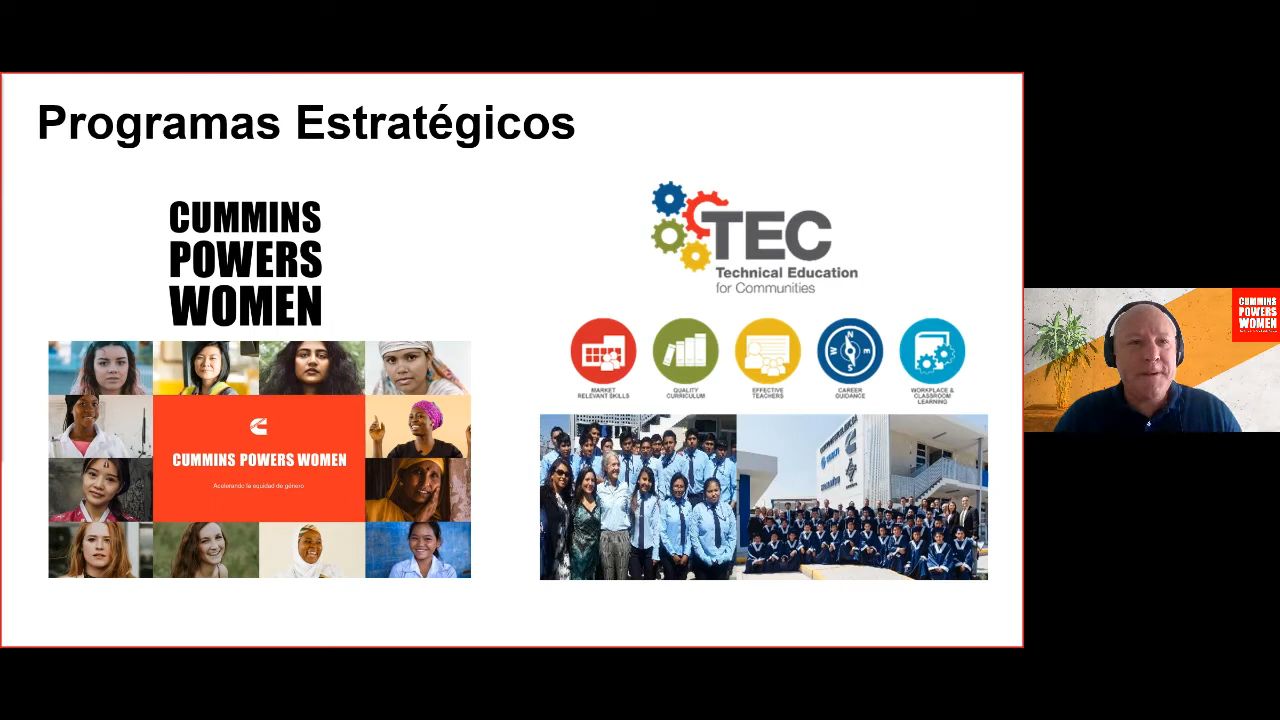 Programas Estratégicos
CUMMINS
POWERS
WOMEN
CUMMINS POWERS WOMEN
Acelerando la equidad de género
TEC
Technical Education
for Communities
MARKET
RELEVANT SKILLS
QUALITY
CURRICULUM
EFFECTIVE
TEACHERS
N
W
E
S
CAREER
GUIDANCE
WORKPLACE &
CLASSROOM
LEARNING
CUMMINS
POWERS
WOMEN